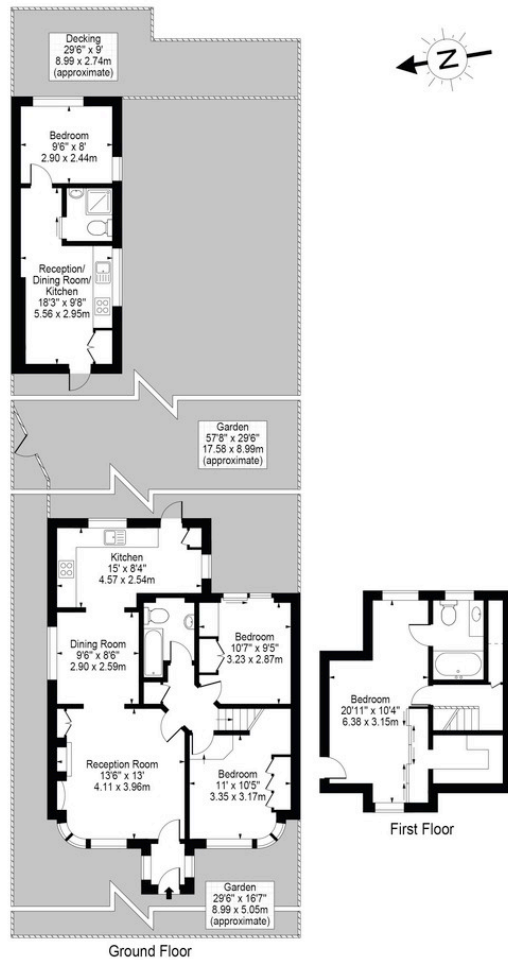 Decking
29'6" x 9'
8.99 x 2.74m
(approximate)
N
Bedroom
9'6" x 8'
2.90 x 2.44m
Reception/
Dining Room/
Kitchen
18'3" x 9'8"
5.56 x 2.95m
Garden
57'8" x 29'6"
17.58 x 8.99m
(approximate)
Kitchen
15' x 8'4"
4.57 x 2.54m
Dining Room
9'6" x 8'6"
2.90 x 2.59m
Bedroom
10'7" x 9'5"
3.23 x 2.87m
Reception Room
13'6" x 13'
4.11 x 3.96m
Bedroom
11' x 10'5"
3.35 x 3.17m
Garden
29'6" x 16'7"
8.99 x 5.05m
(approximate)
Ground Floor
Bedroom
20'11" x 10'4"
6.38 x 3.15m
First Floor